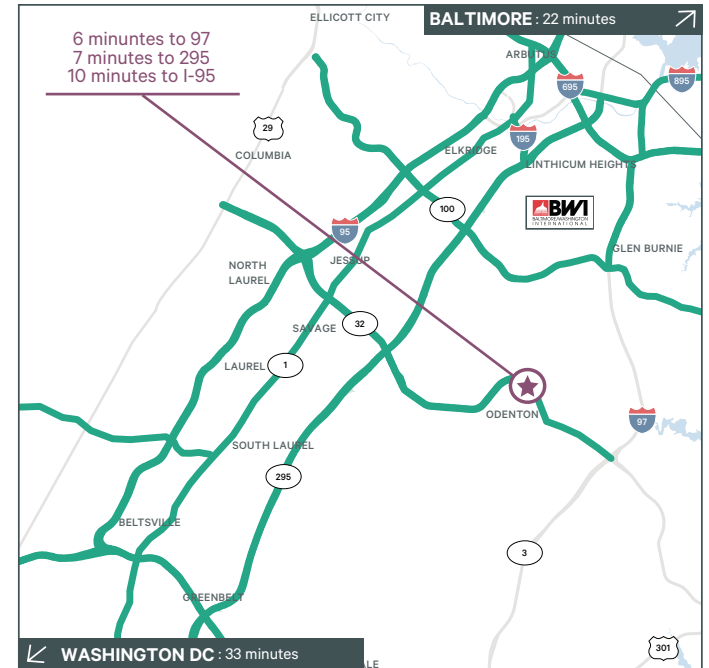 ELLICOTT CITY
BALTIMORE : 22 minutes
6 minuntes to 97
7 minutes to 295
10 minutes to I-95
ARBUTUS
695
895
29
195
COLUMBIA
ELKRIDGE
LINTHICUM HEIGHTS
100
BWI
BALTIMORE/WASHINGTON
INTERNATIONAL
95
GLEN BURNIE
JESSUP
NORTH
LAUREL
SAVAGE
32
LAUREL
1
ODENTON
97
SOUTH LAUREL
295
BELTSVILLE
3
GREENBELT
301
WASHINGTON DC : 33 minutes
ALE